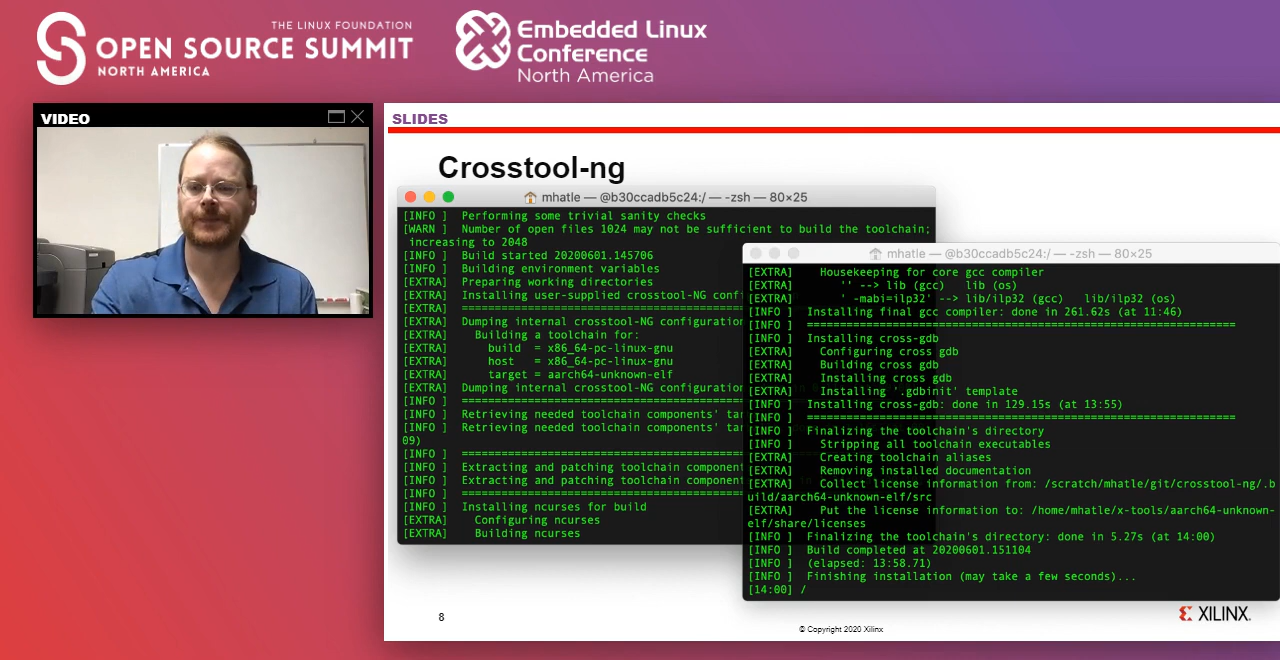 THE LINUX FOUNDATION
OPEN SOURCE SUMMIT
NORTH AMERICA
Embedded Linux
Conference
North America
VIDEO
SLIDES
Crosstool-ng
mhatle — @b30ccadb5c24:/ — -zsh — 80×25
[INFO ]  Performing some trivial sanity checks
[WARN ]  Number of open files 1024 may not be sufficient to build the toolchain;
 increasing to 2048
[INFO ]  Build started 20200601.145706
[INFO ]  Building environment variables
[EXTRA]  Preparing working directories
[EXTRA]  Installing user-supplied crosstool-NG confi
[EXTRA]  ===========================================
[EXTRA]  Dumping internal crosstool-NG configuration
[EXTRA]    Building a toolchain for:
[EXTRA]      build  = x86_64-pc-linux-gnu
[EXTRA]      host   = x86_64-pc-linux-gnu
[EXTRA]      target = aarch64-unknown-elf
[EXTRA]  Dumping internal crosstool-NG configuration
[INFO ]  ===========================================
[INFO ]  Retrieving needed toolchain components' tar
[INFO ]  Retrieving needed toolchain components' tar
09)
[INFO ]  ===========================================
[INFO ]  Extracting and patching toolchain component
[INFO ]  Extracting and patching toolchain component
[INFO ]  ===========================================
[INFO ]  Installing ncurses for build
[EXTRA]    Configuring ncurses
[EXTRA]    Building ncurses
mhatle — @b30ccadb5c24:/ — -zsh — 80×25
[EXTRA]    Housekeeping for core gcc compiler
[EXTRA]       '' --> lib (gcc)   lib (os)
[EXTRA]       ' -mabi=ilp32' --> lib/ilp32 (gcc)   lib/ilp32 (os)
[INFO ]  Installing final gcc compiler: done in 261.62s (at 11:46)
[INFO ]  =================================================================
[INFO ]  Installing cross-gdb
[EXTRA]    Configuring cross gdb
[EXTRA]    Building cross gdb
[EXTRA]    Installing cross gdb
[EXTRA]    Installing '.gdbinit' template
[INFO ]  Installing cross-gdb: done in 129.15s (at 13:55)
[INFO ]  =================================================================
[INFO ]  Finalizing the toolchain's directory
[INFO ]    Stripping all toolchain executables
[EXTRA]    Creating toolchain aliases
[EXTRA]    Removing installed documentation
[EXTRA]    Collect license information from: /scratch/mhatle/git/crosstool-ng/.b
uild/aarch64-unknown-elf/src
[EXTRA]    Put the license information to: /home/mhatle/x-tools/aarch64-unknown-
elf/share/licenses
[INFO ]  Finalizing the toolchain's directory: done in 5.27s (at 14:00)
[INFO ]  Build completed at 20200601.151104
[INFO ]  (elapsed: 13:58.71)
[INFO ]  Finishing installation (may take a few seconds)...
[14:00] /
8
© Copyright 2020 Xilinx
XILINX.